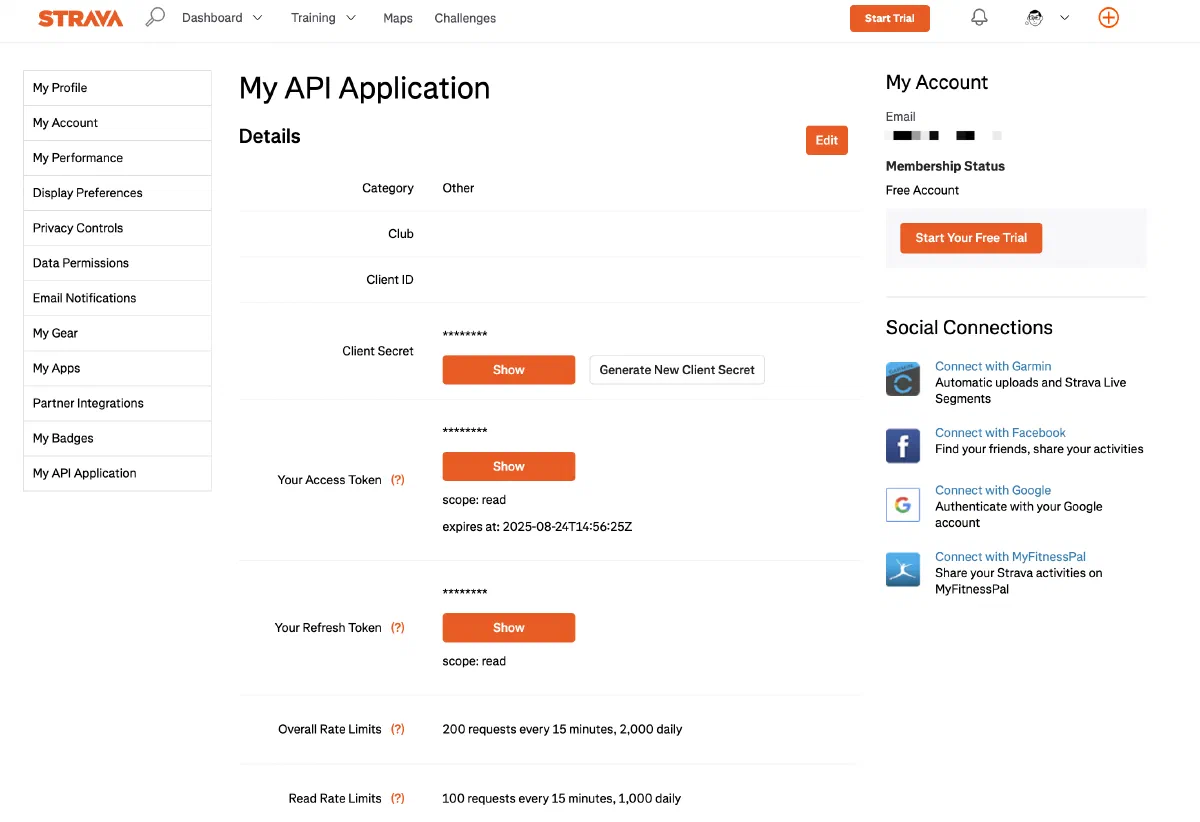 STRAVA
Dashboard
Training
Maps
Challenges
Start Trial
My Profile
My Account
My Performance
Display Preferences
Privacy Controls
Data Permissions
Email Notifications
My Gear
My Apps
Partner Integrations
My Badges
My API Application
My API Application
Details
Edit
Category Other
Club
Client ID
Client Secret
********
Show Generate New Client Secret
Your Access Token (?)
********
Show
scope: read
expires at: 2025-08-24T14:56:25Z
Your Refresh Token (?)
********
Show
scope: read
Overall Rate Limits (?) 200 requests every 15 minutes, 2,000 daily
Read Rate Limits (?) 100 requests every 15 minutes, 1,000 daily
My Account
Email
Membership Status
Free Account
Start Your Free Trial
Social Connections
GARMIN
Connect with Garmin
Automatic uploads and Strava Live
Segments
f
Connect with Facebook
Find your friends, share your activities
G
Connect with Google
Authenticate with your Google
account
Connect with MyFitnessPal
Share your Strava activities on
MyFitnessPal